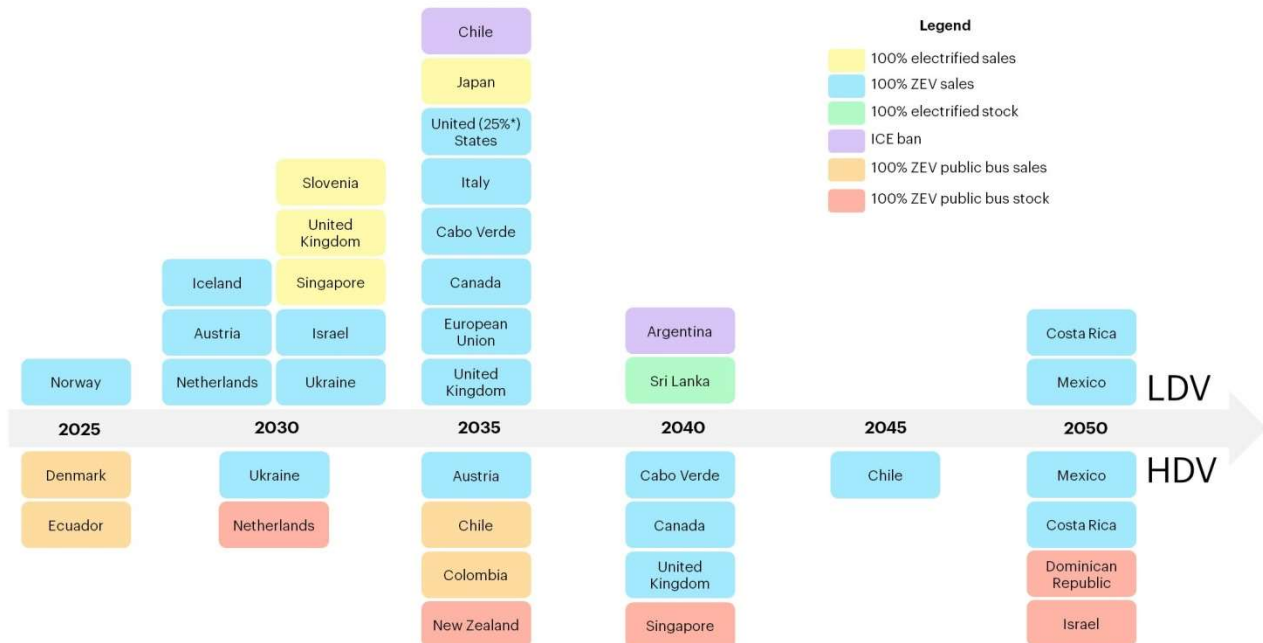 Legend
100% electrified sales
100% ZEV sales
100% electrified stock
ICE ban
100% ZEV public bus sales
100% ZEV public bus stock
Chile
Japan
United (25%*)
States
Italy
Cabo Verde
Canada
European
Union
United
Kingdom
Slovenia
United
Kingdom
Singapore
Iceland
Austria
Israel
Norway
Netherlands
Ukraine
Argentina
Sri Lanka
Costa Rica
Mexico
LDV
2025
2030
2035
2040
2045
2050
HDV
Denmark
Ecuador
Ukraine
Netherlands
Austria
Chile
Colombia
New Zealand
Cabo Verde
Canada
United
Kingdom
Singapore
Chile
Mexico
Costa Rica
Dominican
Republic
Israel